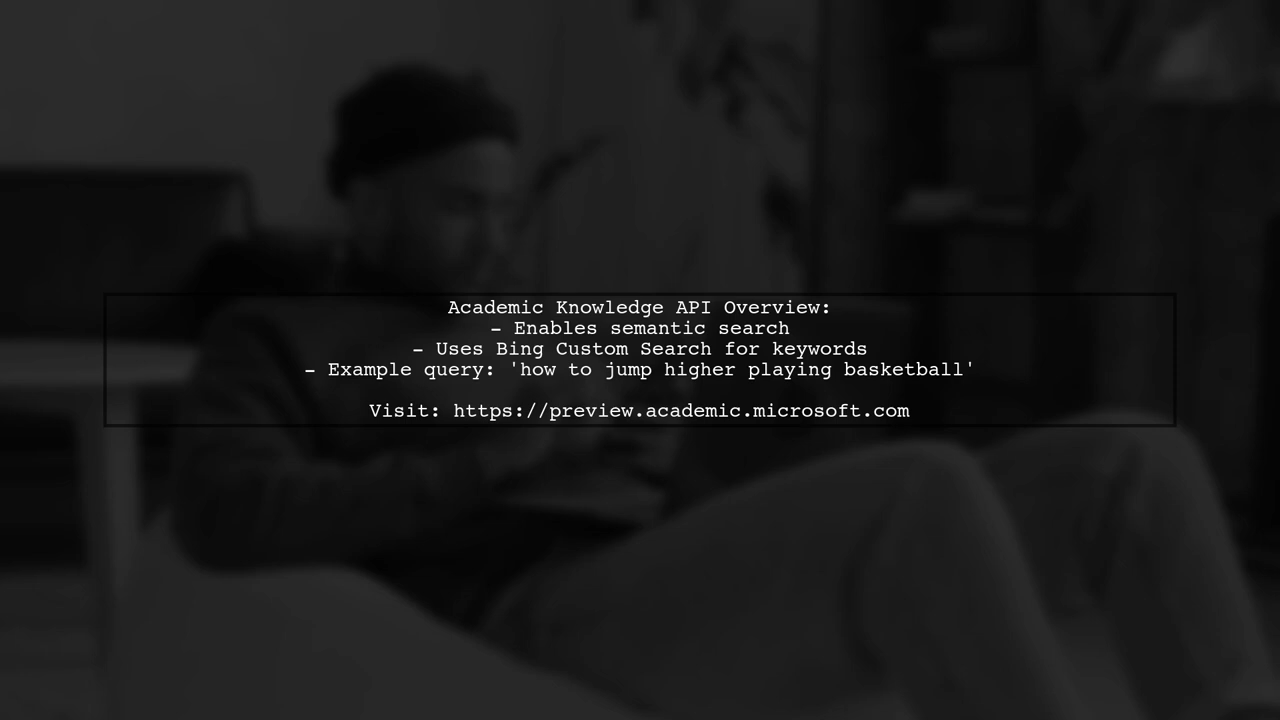 Academic Knowledge API Overview:
- Enables semantic search
- Uses Bing Custom Search for keywords
- Example query: 'how to jump higher playing basketball'
Visit: https://preview.academic.microsoft.com